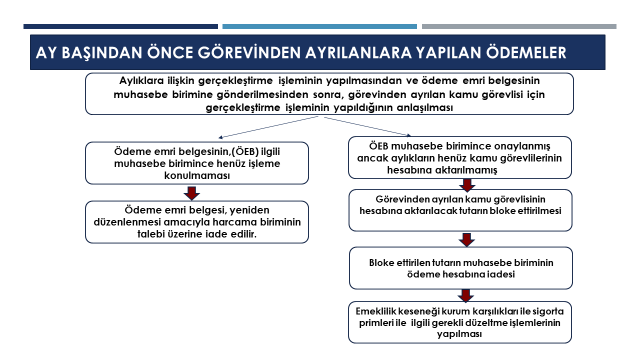 AY BAŞINDAN ÖNCE GÖREVİNDEN AYRILANLARA YAPILAN ÖDEMELER
Aylıklara ilişkin gerçekleştirme işleminin yapılmasından ve ödeme emri belgesinin
muhasebe birimine gönderilmesinden sonra, görevinden ayrılan kamu görevlisi için
gerçekleştirme işleminin yapıldığının anlaşılması
Ödeme emri belgesinin,(ÖEB) ilgili
muhasebe birimince henüz işleme
konulmaması
Ödeme emri belgesi, yeniden
düzenlenmesi amacıyla harcama biriminin
talebi üzerine iade edilir.
ÖEB muhasebe birimince onaylanmış
ancak aylıkların henüz kamu görevlilerinin
hesabına aktarılmamış
Görevinden ayrılan kamu görevlisinin
hesabına aktarılacak tutarın bloke ettirilmesi
Bloke ettirilen tutarın muhasebe biriminin
ödeme hesabına iadesi
Emeklilik keseneği kurum karşılıkları ile sigorta
primleri ile ilgili gerekli düzeltme işlemlerinin
yapılması